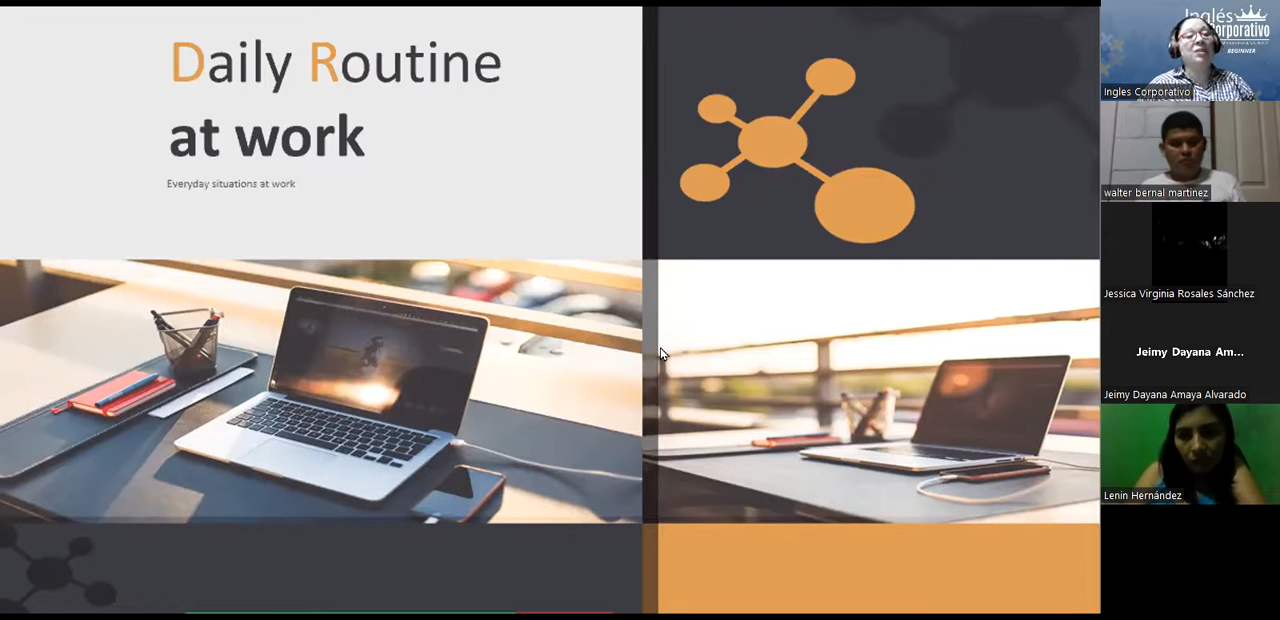 Daily Routine
at work
Everyday situations at work
Inglés
Corporativo
BEGINNER
Ingles Corporativo
walter bernal martinez
Jessica Virginia Rosales Sánchez
Jeimy Dayana Am...
Jeimy Dayana Amaya Alvarado
Lenin Hernández